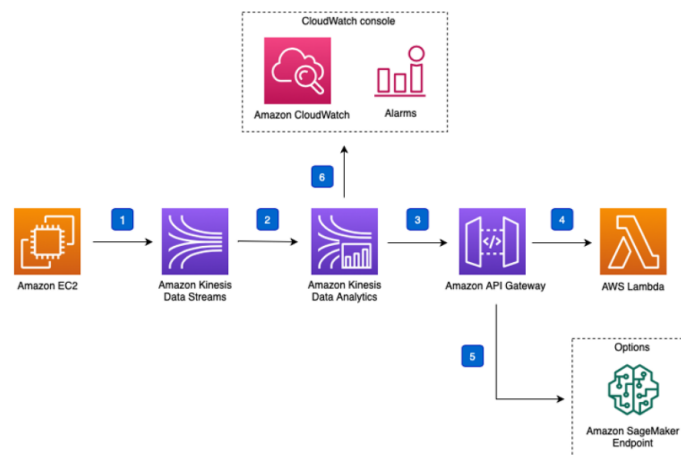 CloudWatch console
Amazon CloudWatch
Alarms
6
1
2
3
4
Amazon EC2
Amazon Kinesis
Data Streams
Amazon Kinesis
Data Analytics
Amazon API Gateway
AWS Lambda
5
Options
Amazon SageMaker
Endpoint